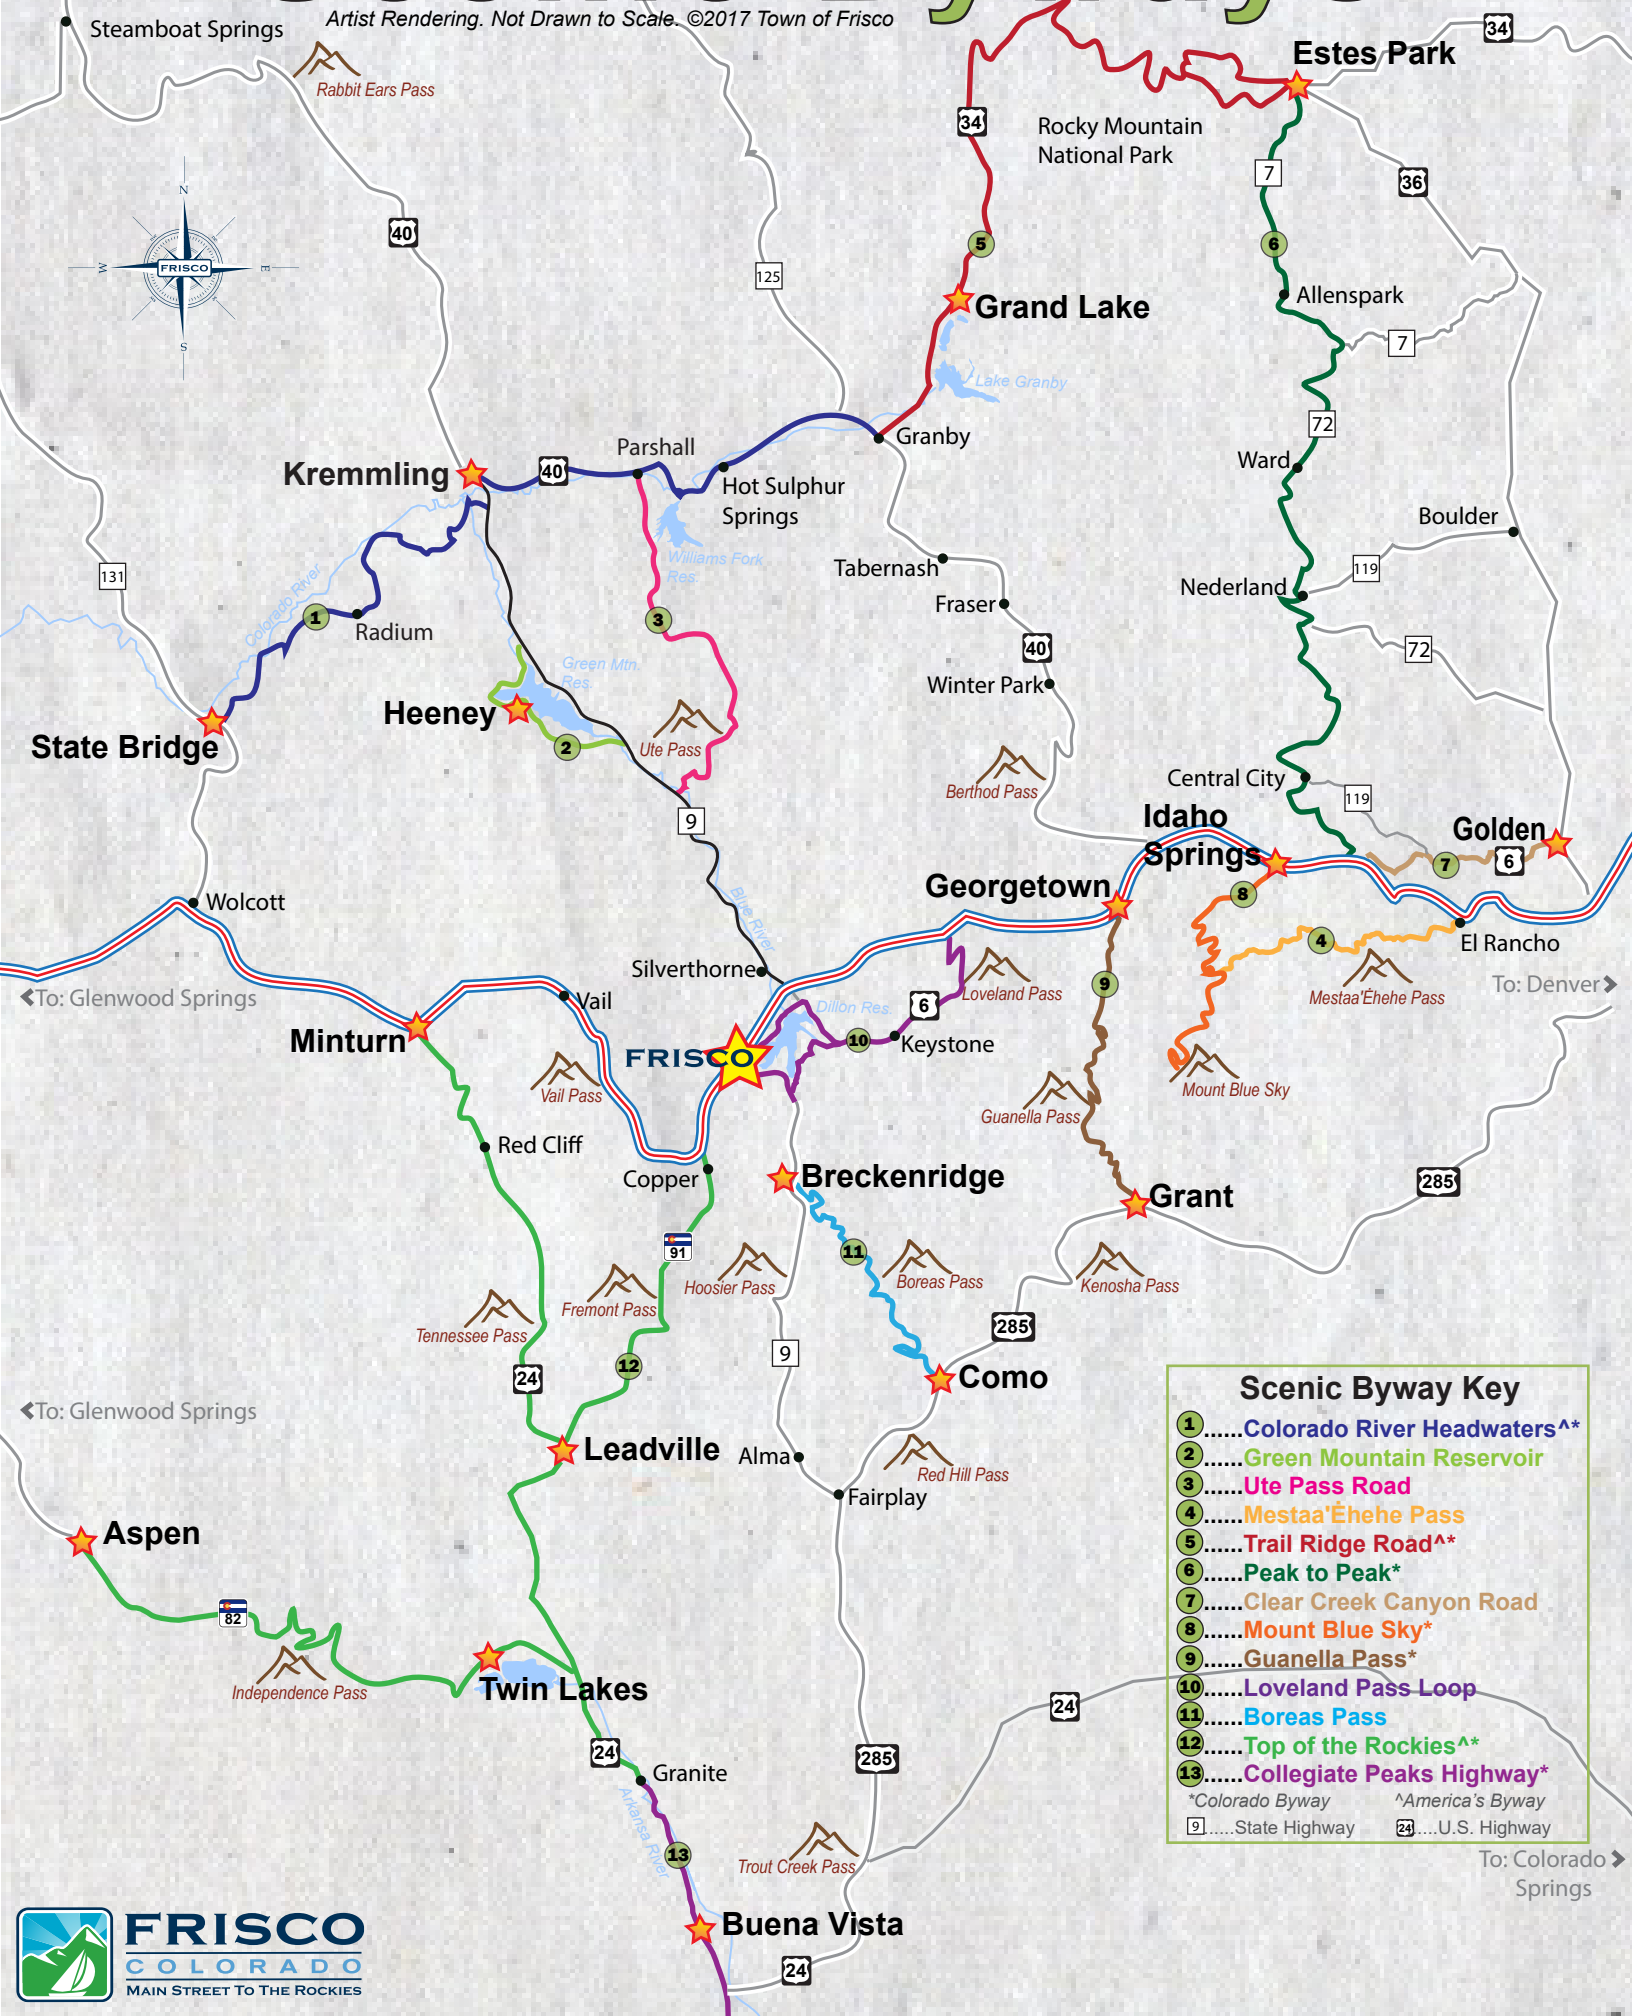 Artist Rendering. Not Drawn to Scale. ©2017 Town of Frisco
Steamboat Springs
34
Estes Park
Rabbit Ears Pass
34
Rocky Mountain
National Park
7
36
40
N
W
FRISCO
E
S
5
6
125
Grand Lake
Allenspark
7
Lake Granby
72
Granby
Parshall
Kremmling
40
Ward
Hot Sulphur
Springs
Boulder
Williams Fork
Res.
Tabernash
119
131
Nederland
Colorado River
Fraser
1
Radium
3
40
72
Green Mtn.
Res.
Winter Park
Heeney
State Bridge
2
Ute Pass
Central City
Berthod Pass
119
9
Idaho
Springs
Golden
7
6
Georgetown
8
Wolcott
Blue River
4
El Rancho
Silverthorne
To: Glenwood Springs
Vail
Loveland Pass
9
Mestaa'Ėhehe Pass
To: Denver
Dillon Res.
6
Minturn
FRISCO
10
Keystone
Vail Pass
Mount Blue Sky
Guanella Pass
Red Cliff
Copper
Breckenridge
285
Grant
91
11
Hoosier Pass
Boreas Pass
Kenosha Pass
Fremont Pass
Tennessee Pass
285
9
12
24
Como
To: Glenwood Springs
Leadville
Alma
Red Hill Pass
Fairplay
Aspen
82
Independence Pass
Twin Lakes
24
24
285
Granite
Arkansa River
13
Trout Creek Pass
Buena Vista
24
Scenic Byway Key
1......Colorado River Headwaters^*
2......Green Mountain Reservoir
3......Ute Pass Road
4......Mestaa'Ėhehe Pass
5......Trail Ridge Road^*
6......Peak to Peak*
7......Clear Creek Canyon Road
8......Mount Blue Sky*
9......Guanella Pass*
10......Loveland Pass Loop
11......Boreas Pass
12......Top of the Rockies^*
13......Collegiate Peaks Highway*
*Colorado Byway ^America's Byway
9......State Highway 24.....U.S. Highway
To: Colorado
Springs
FRISCO
COLORADO
MAIN STREET TO THE ROCKIES